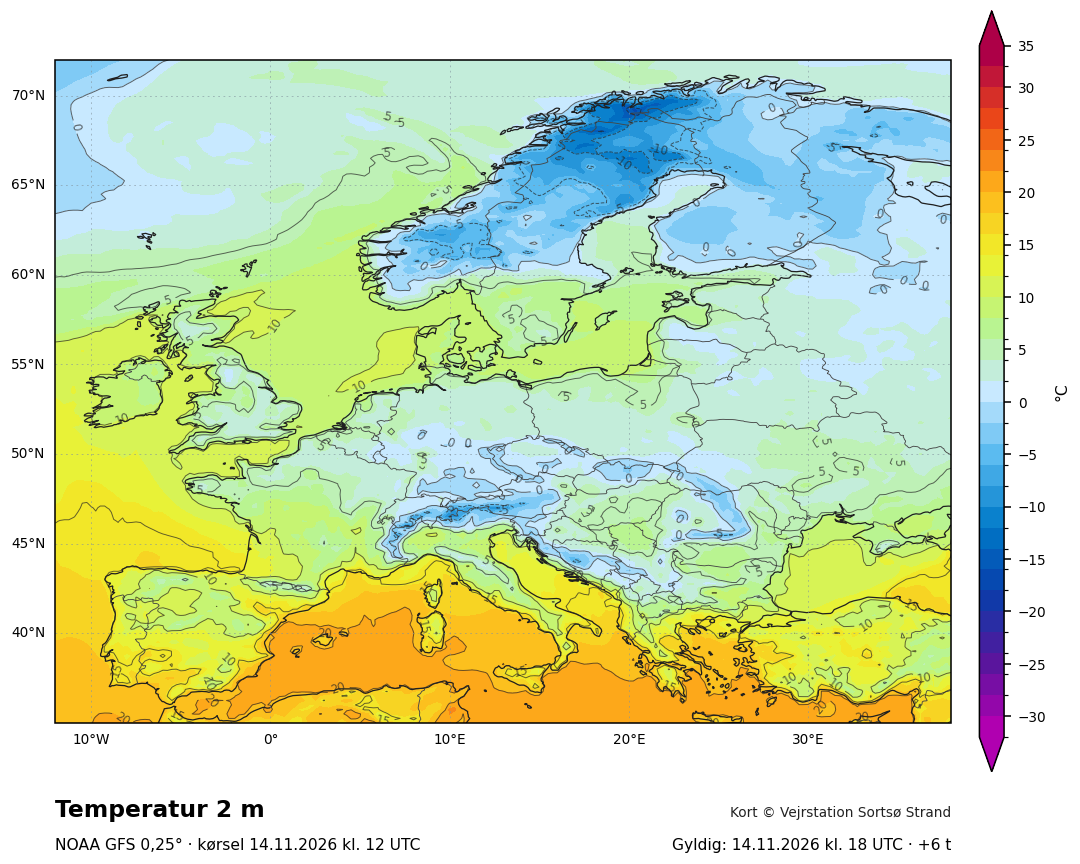 70°N
65°N
60°N
55°N
50°N
45°N
40°N
10°W
0°
10°E
20°E
30°E
35
30
25
20
15
10
5
0
−5
−10
−15
−20
−25
−30
°C
Temperatur 2 m
Kort © Vejrstation Sortsø Strand
NOAA GFS 0,25° · kørsel 14.11.2026 kl. 12 UTC
Gyldig: 14.11.2026 kl. 18 UTC · +6 t